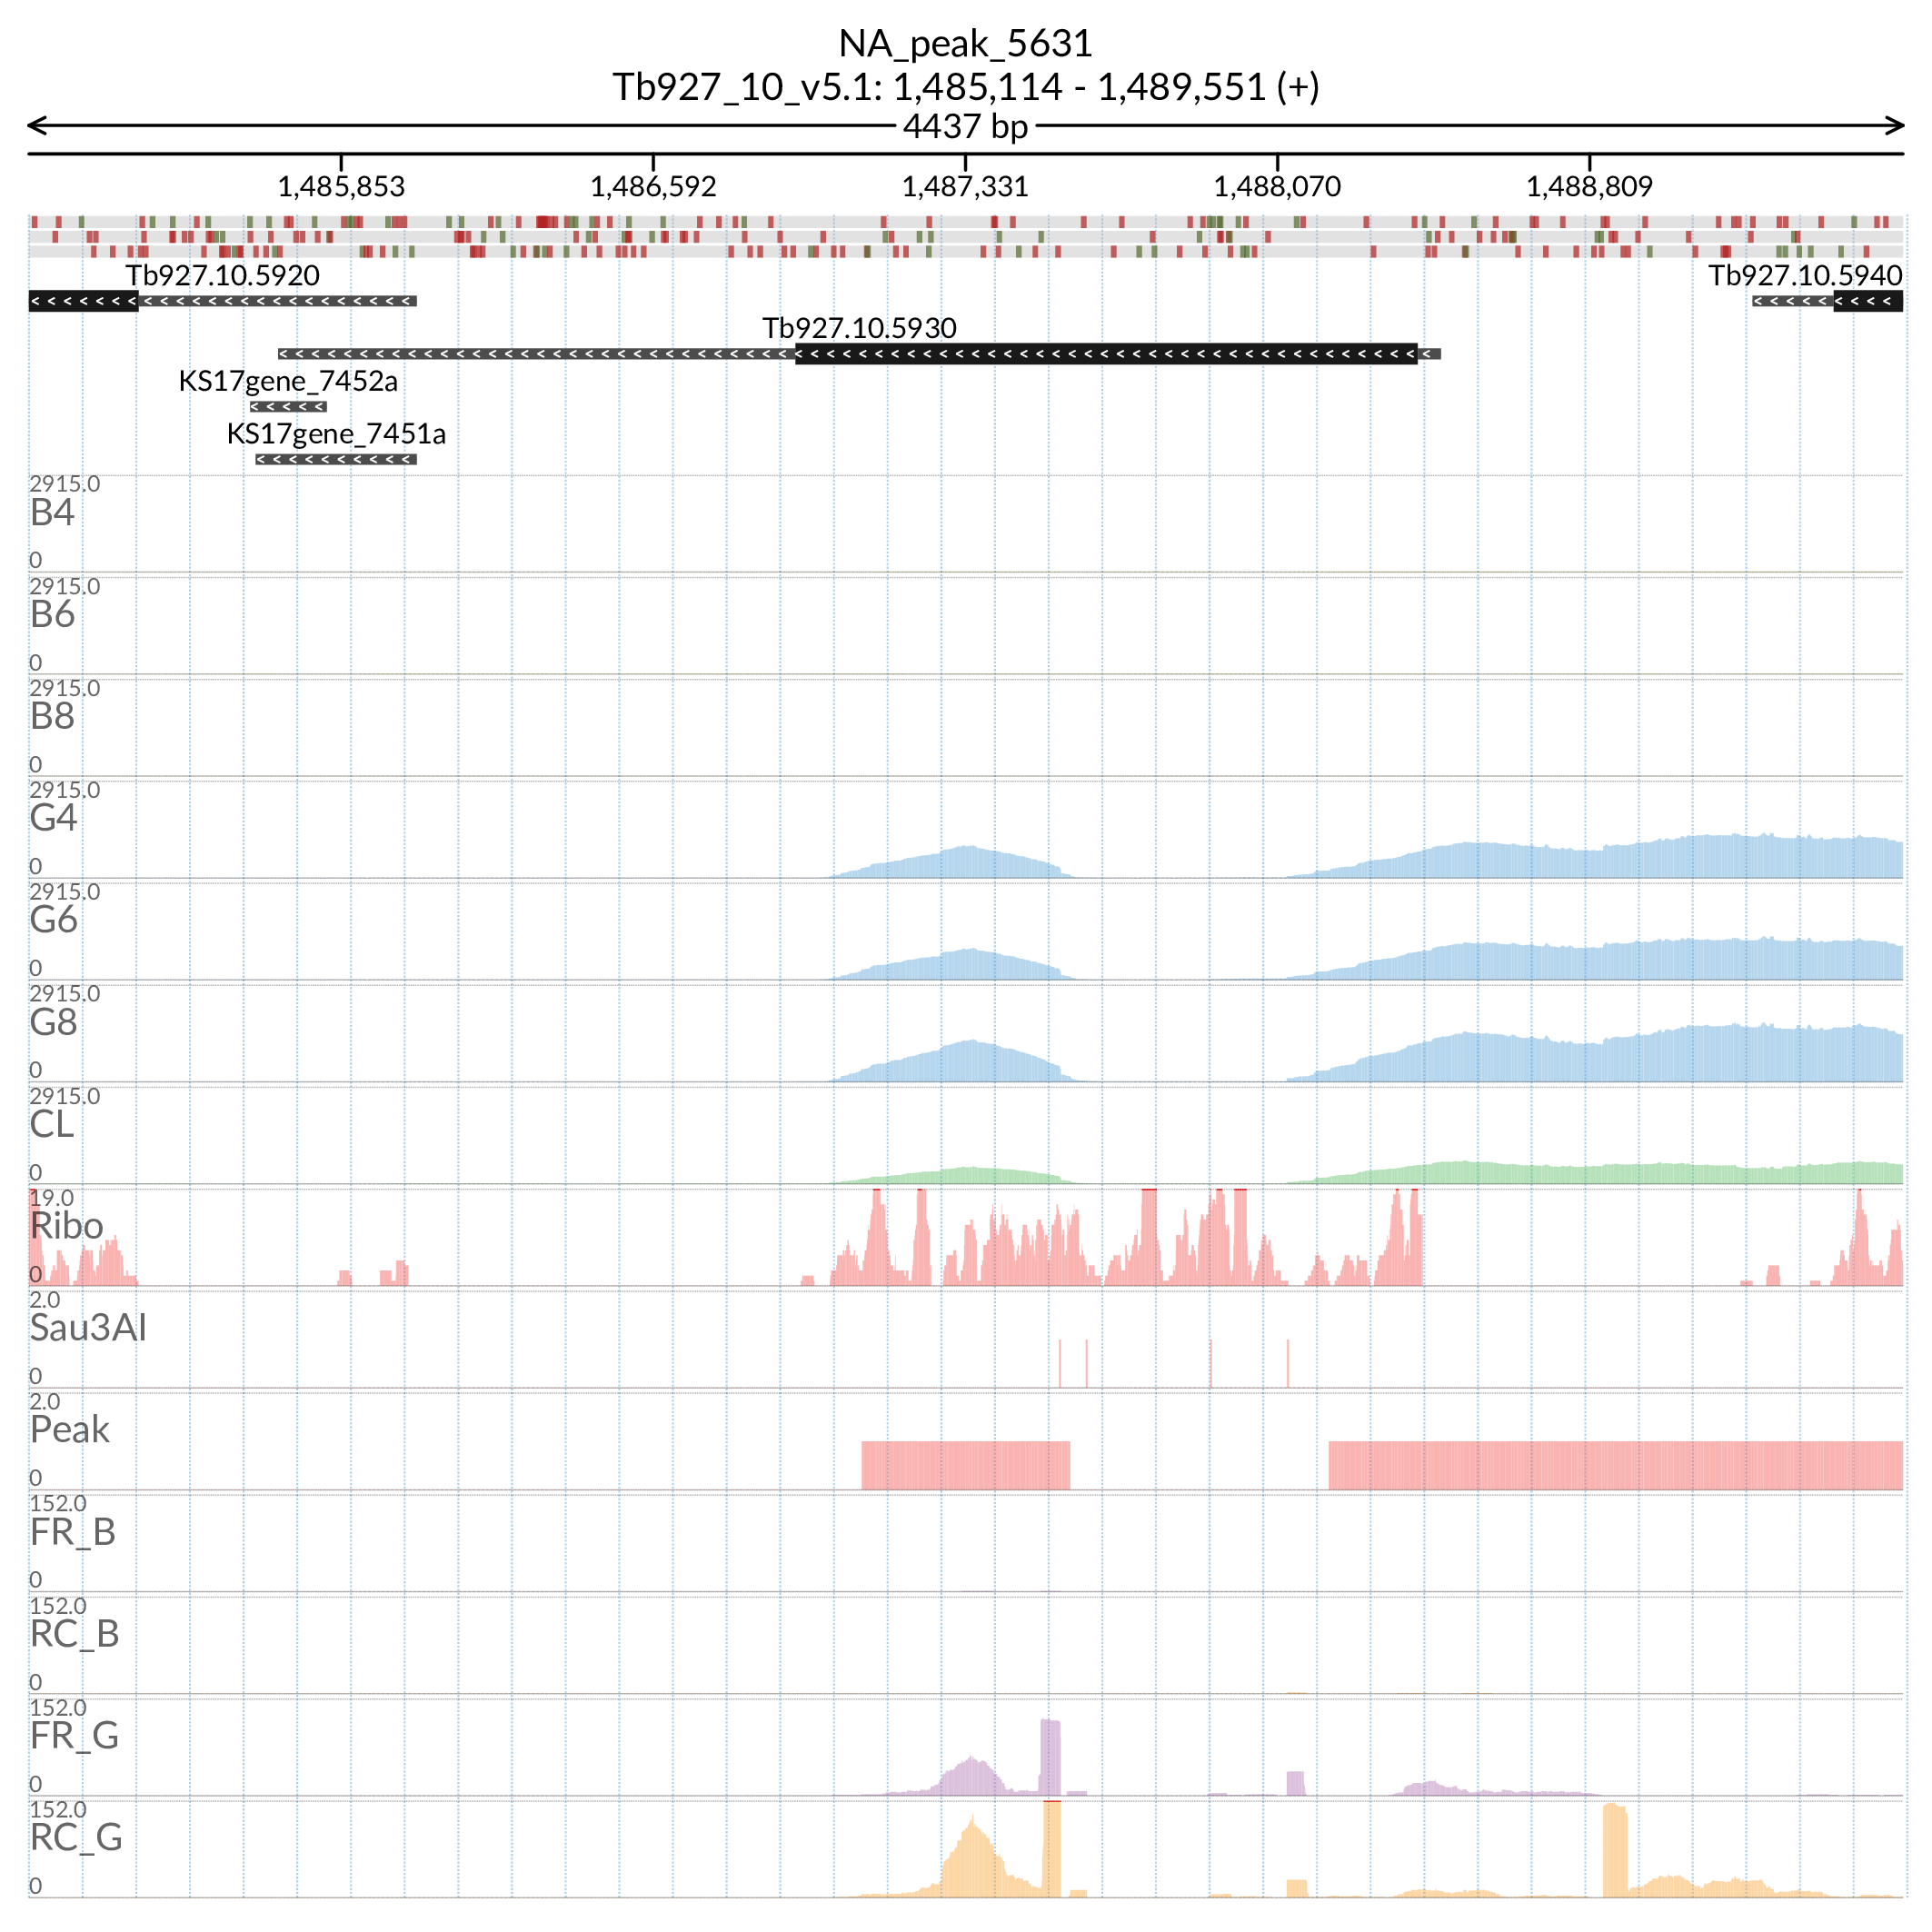 NA_peak_5631
Tb927_10_v5.1: 1,485,114 - 1,489,551 (+)
4437 bp
1,485,853 1,486,592 1,487,331 1,488,070 1,488,809
Tb927.10.5920 Tb927.10.5940
Tb927.10.5930
KS17gene_7452a
KS17gene_7451a
2915.0
B4
0
2915.0
B6
0
2915.0
B8
0
2915.0
G4
0
2915.0
G6
0
2915.0
G8
0
2915.0
CL
0
19.0
Ribo
0
2.0
Sau3AI
0
2.0
Peak
0
152.0
FR_B
0
152.0
RC_B
0
152.0
FR_G
0
152.0
RC_G
0